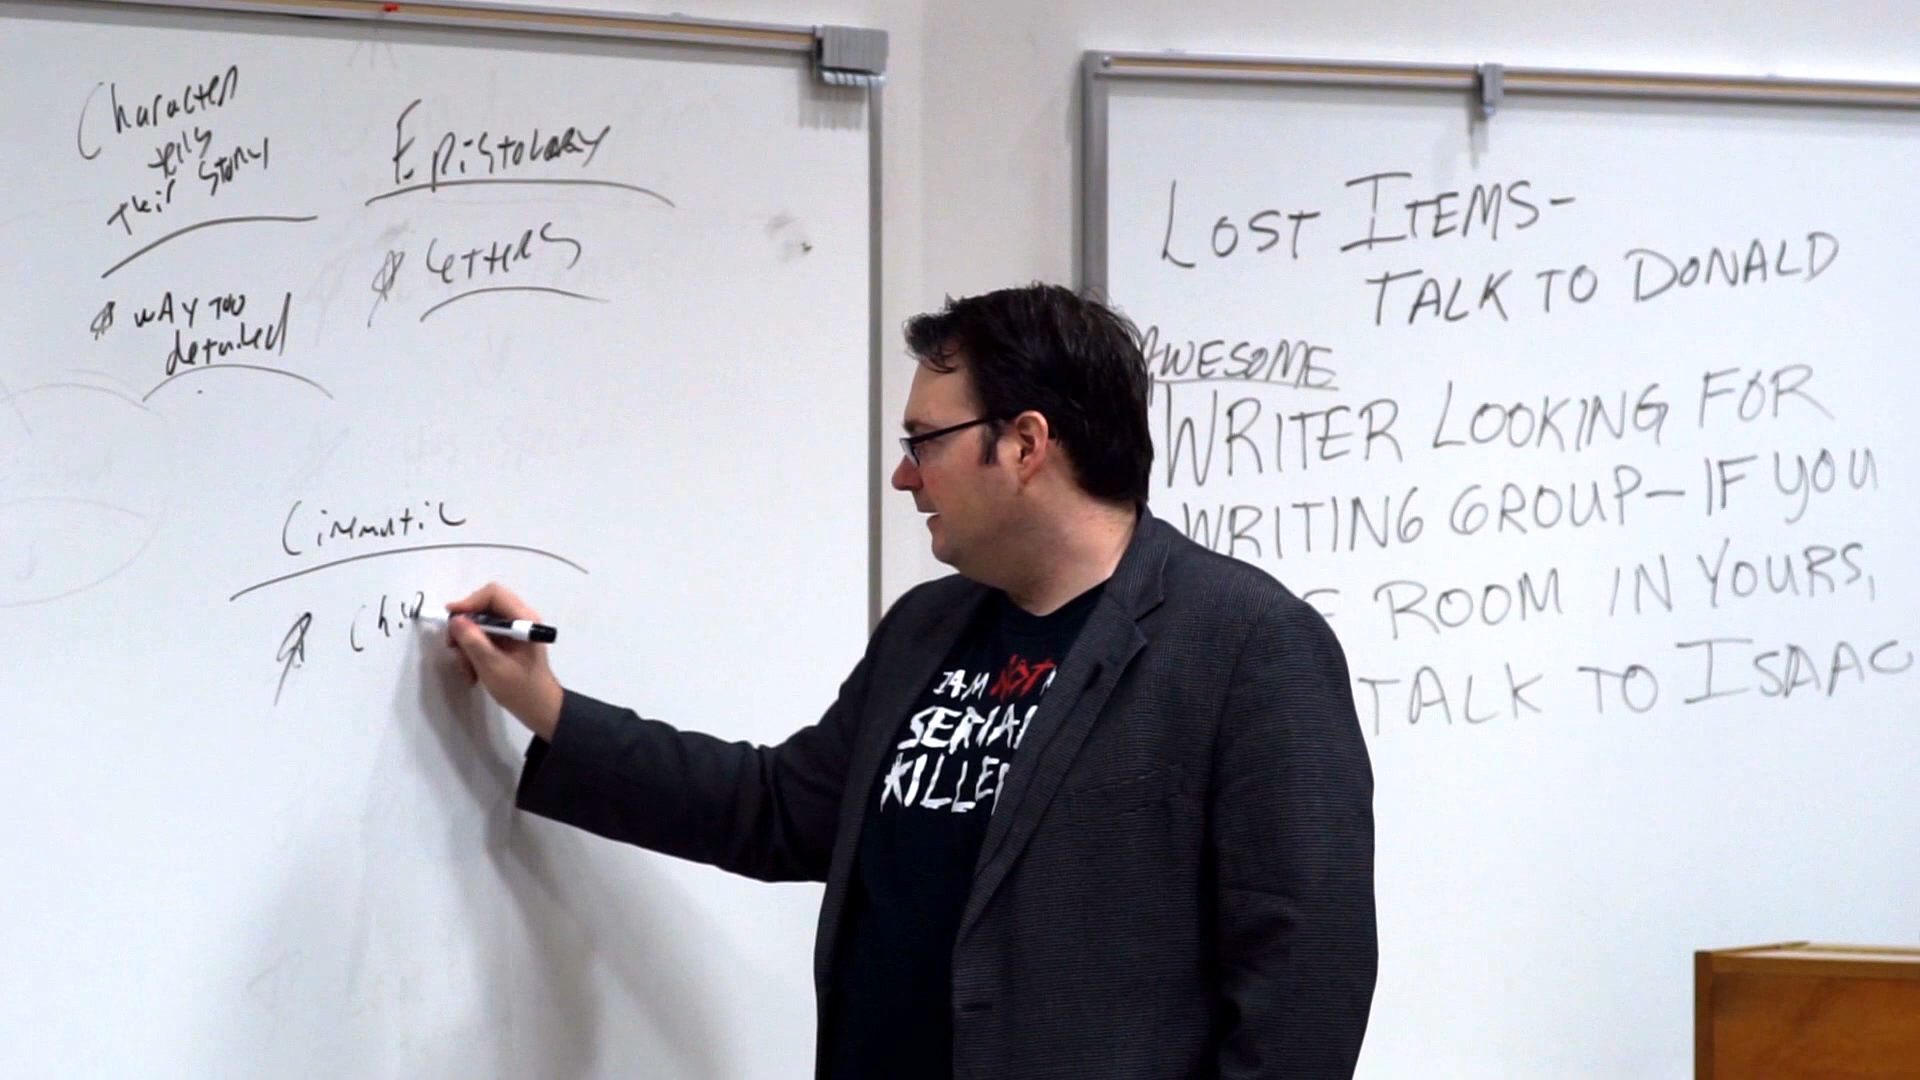 Character
tells
their story
way too
detailed
Epistolary
Letters
Cinematic
LOST ITEMS-
TALK TO DONALD
AWESOME
WRITER LOOKING FOR
WRITING GROUP-IF YOU
ROOM IN YOURS,
TALK TO ISAAC
I AM NOT
SERIAL
KILLER